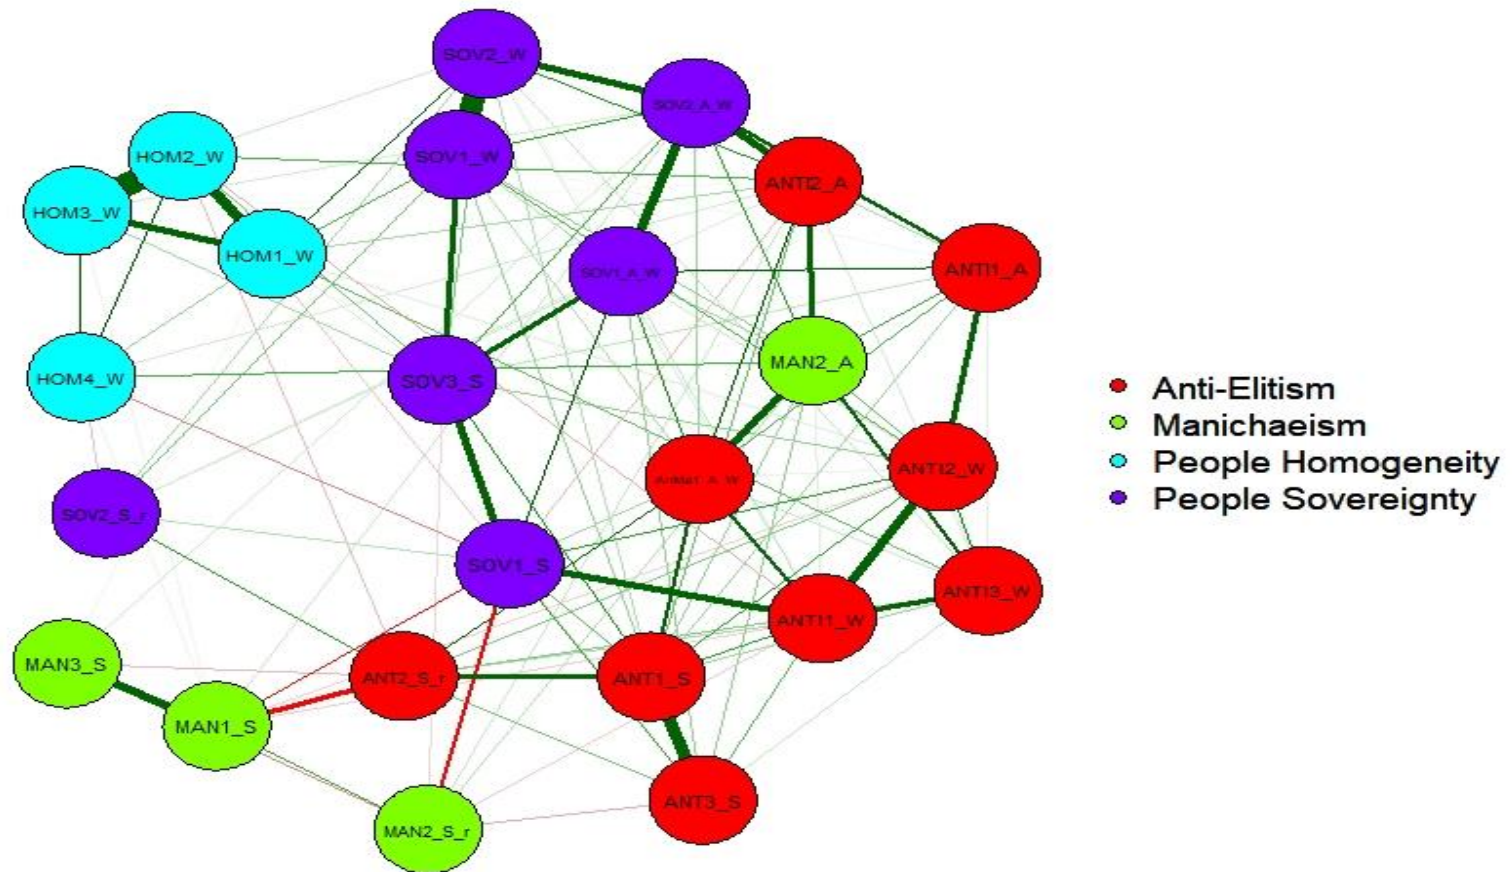 SOV2_W
SOV2_A_W
HOM2_W
SOV1_W
ANTI2_A
HOM3_W
HOM1_W
SOV1_A_W
ANTI1_A
MAN2_A
HOM4_W
SOV3_S
Anti-Elitism
Manichaeism
People Homogeneity
People Sovereignty
ANTI2_W
SOV2_S_r
SOV1_S
ANTI3_W
ANTI1_W
MAN3_S
ANT2_S_r
ANT1_S
MAN1_S
ANT3_S
MAN2_S_r